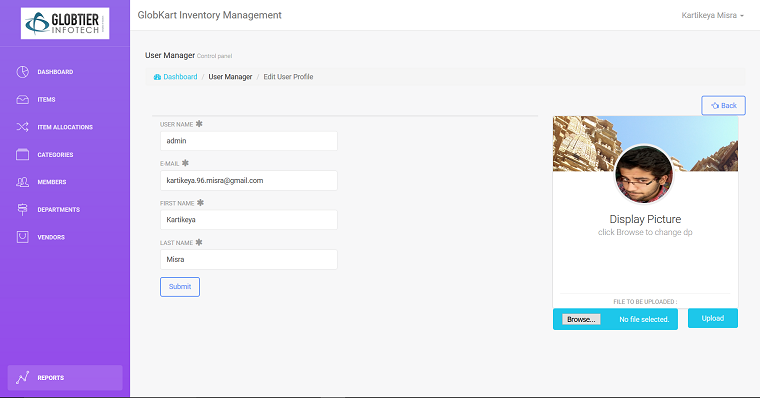 GLOBTIER
INFOTECH
GlobKart Inventory Management
Kartikeya Misra
DASHBOARD
ITEMS
ITEM ALLOCATIONS
CATEGORIES
MEMBERS
DEPARTMENTS
VENDORS
REPORTS
User Manager Control panel
Dashboard / User Manager / Edit User Profile
Back
USER NAME ✱
admin
E-MAIL ✱
kartikeya.96.misra@gmail.com
FIRST NAME ✱
Kartikeya
LAST NAME ✱
Misra
Submit
Display Picture
click Browse to change dp
FILE TO BE UPLOADED :
Browse... No file selected.
Upload